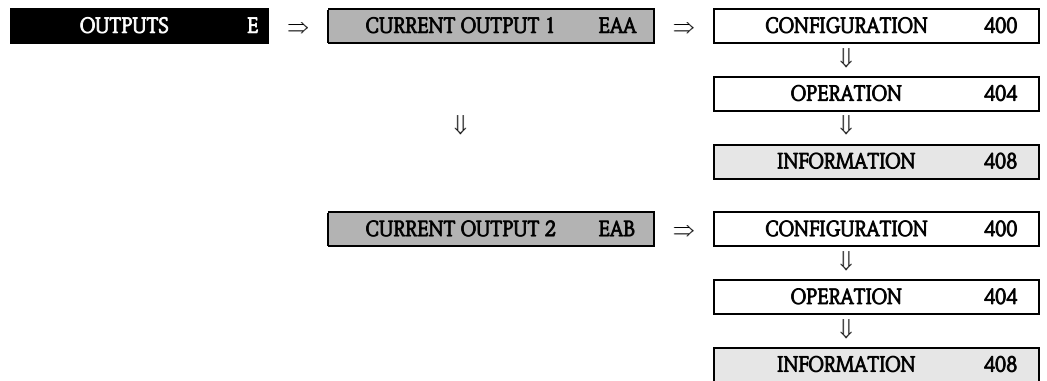 OUTPUTS E ⇒ CURRENT OUTPUT 1 EAA ⇒ CONFIGURATION 400
⇓
OPERATION 404
⇓ ⇓
INFORMATION 408
CURRENT OUTPUT 2 EAB ⇒ CONFIGURATION 400
⇓
OPERATION 404
⇓
INFORMATION 408